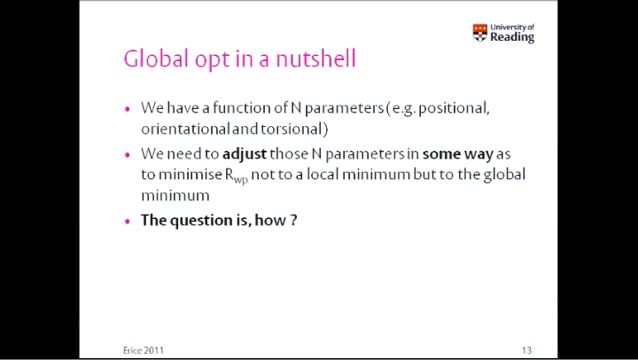 University of
Reading
Global opt in a nutshell
• We have a function of N parameters (e.g. positional,
orientational and torsional)
• We need to adjust those N parameters in some way as
to minimise Rwp not to a local minimum but to the global
minimum
• The question is, how ?
Erice 2011
13